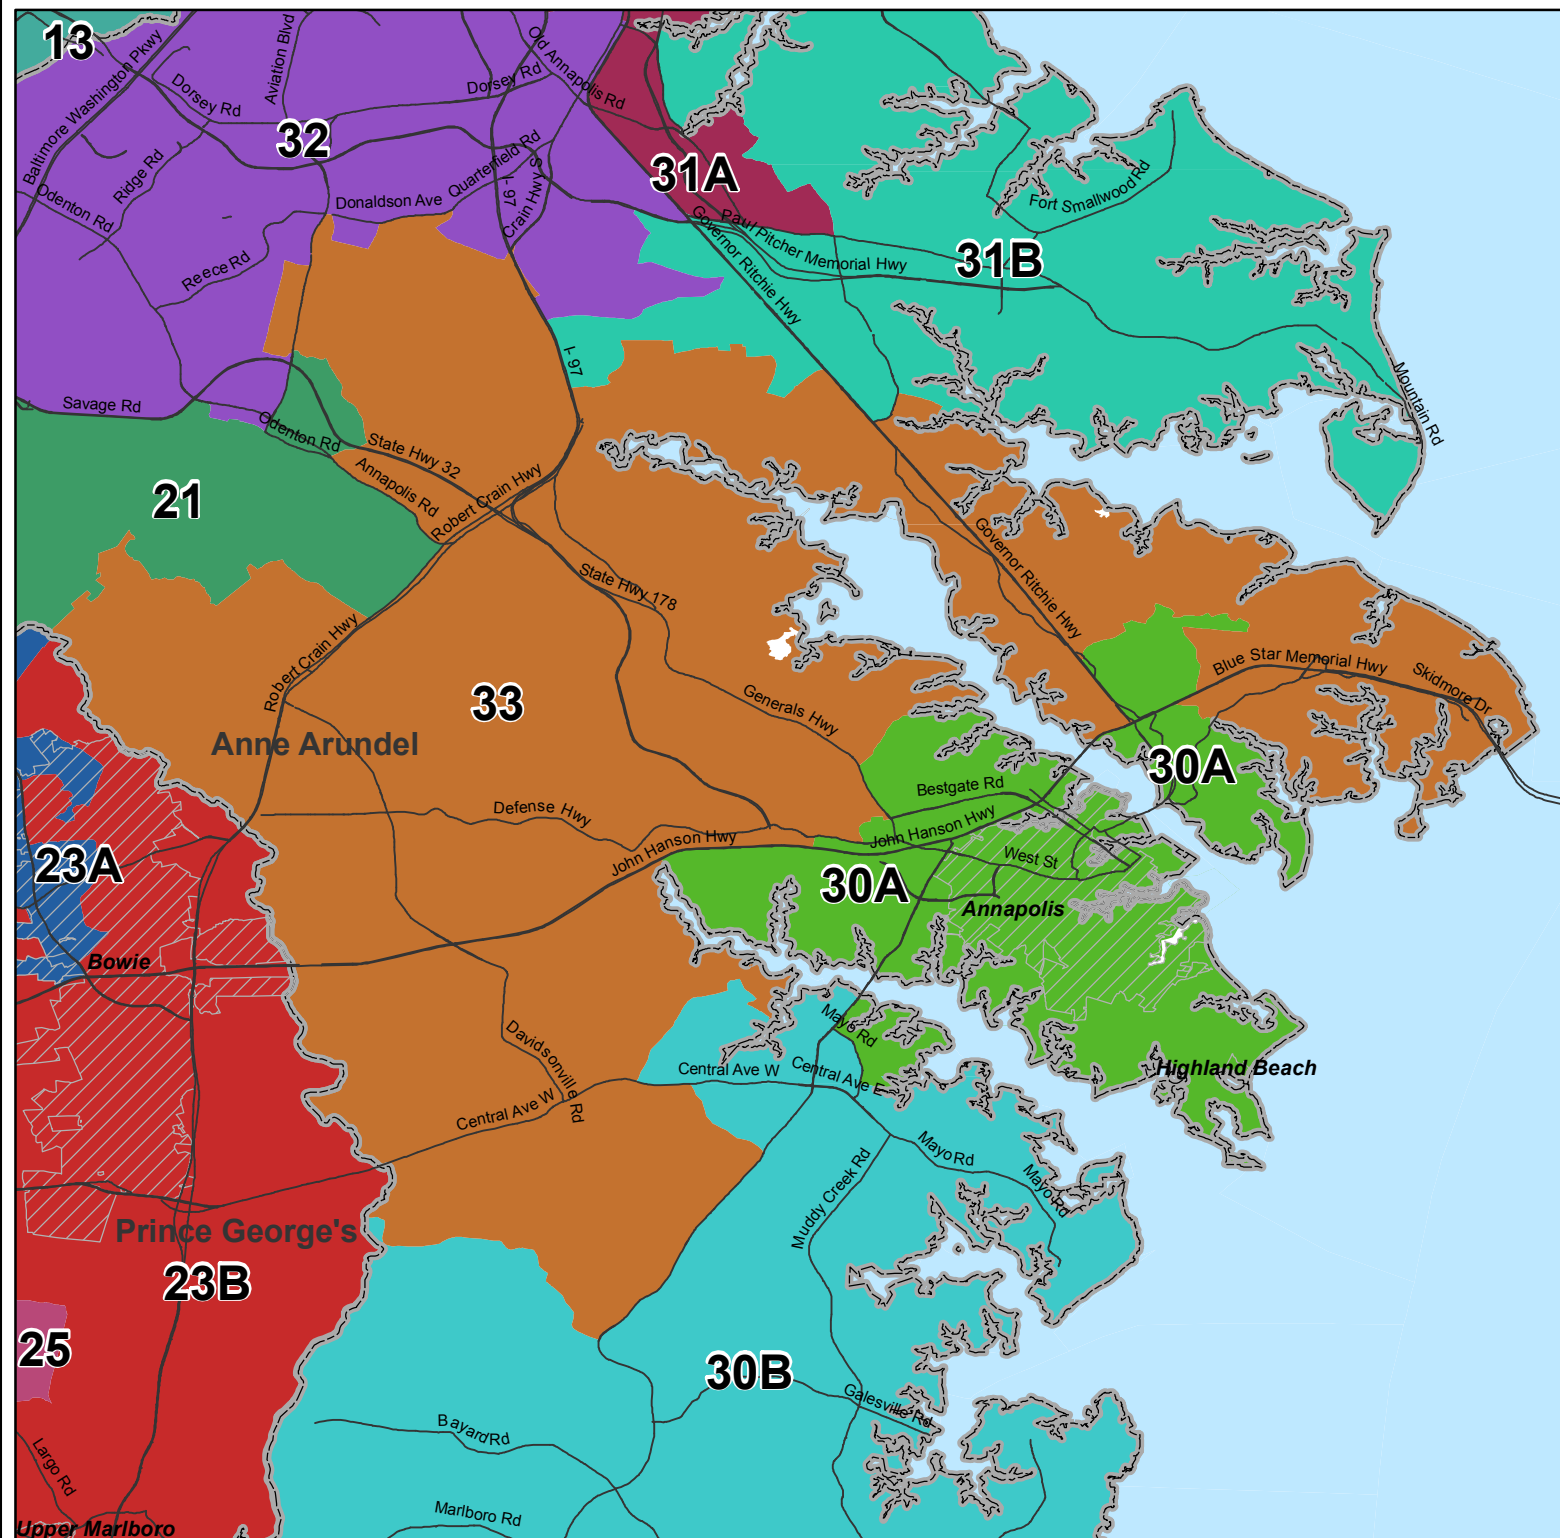 13
Baltimore Washington Pkwy
Aviation Blvd
Old Annapolis Rd
Dorsey Rd
Dorsey Rd
32
Ridge Rd
Odenton Rd
Donaldson Ave
Quarterfield Rd
I- 97
Crain Hwy S
31A
Fort Smallwood Rd
Paul Pitcher Memorial Hwy
31B
Governor Ritchie Hwy
Reece Rd
I- 97
Mountain Rd
Savage Rd
Odenton Rd
State Hwy 32
Annapolis Rd
Robert Crain Hwy
21
Governor Ritchie Hwy
State Hwy 178
Robert Crain Hwy
Blue Star Memorial Hwy
Skidmore Dr
33
Generals Hwy
Anne Arundel
30A
Bestgate Rd
Defense Hwy
John Hanson Hwy
John Hanson Hwy
West St
23A
30A
Annapolis
Bowie
Mayo Rd
Davidsonville Rd
Central Ave W
Central Ave E
Highland Beach
Central Ave W
Mayo Rd
Muddy Creek Rd
Mayo Rd
Prince George's
23B
25
30B
Galesville Rd
Bayard Rd
Largo Rd
Marlboro Rd
Upper Marlboro